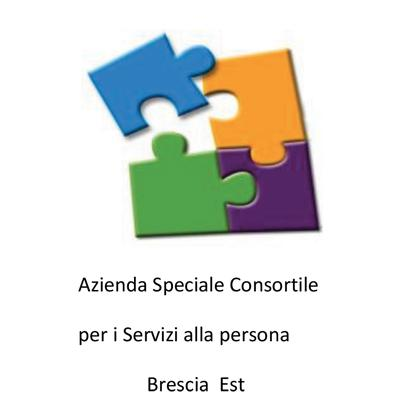 Azienda Speciale Consortile
per i Servizi alla persona
Brescia Est